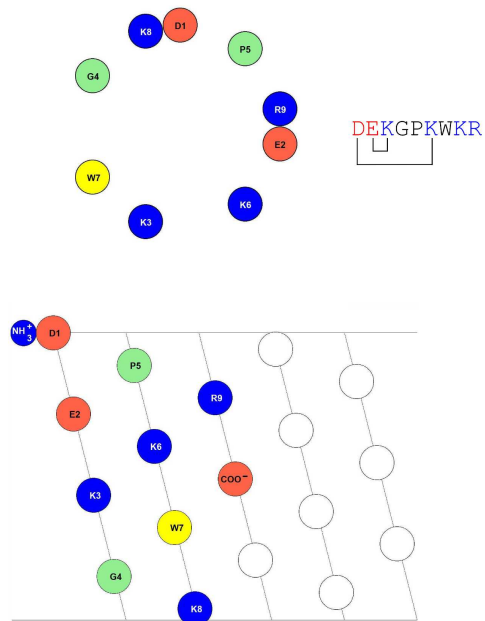 K8 D1
P5
G4
R9
DEKGPKWKR
E2
W7
K6
K3
NH3+ D1
P5
R9
E2
K6
COO−
K3
W7
G4
K8